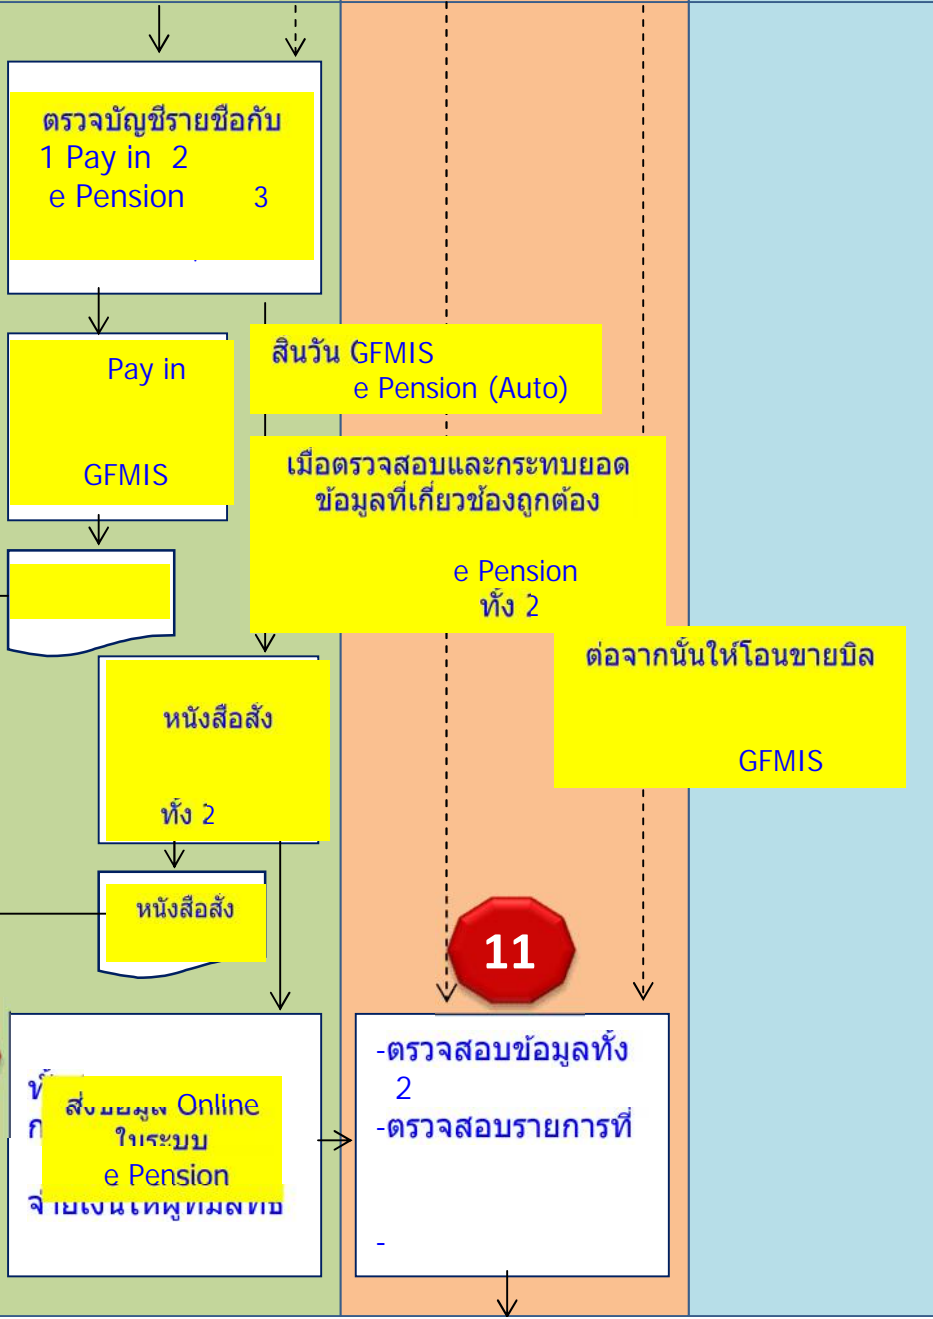 ตรวจบัญชีรายชื่อกับ
1 Pay in 2
e Pension 3
Pay in
GFMIS
สิ้นวัน GFMIS
e Pension (Auto)
เมื่อตรวจสอบและกระทบยอด
ข้อมูลที่เกี่ยวช้องถูกต้อง
e Pension
ทั้ง 2
ต่อจากนั้นให้โอนขายบิล
GFMIS
หนังสือสั่ง
ทั้ง 2
หนังสือสั่ง
11
Online
ในระบบ
e Pension
-ตรวจสอบข้อมูลทั้ง
2
-ตรวจสอบรายการที่
-